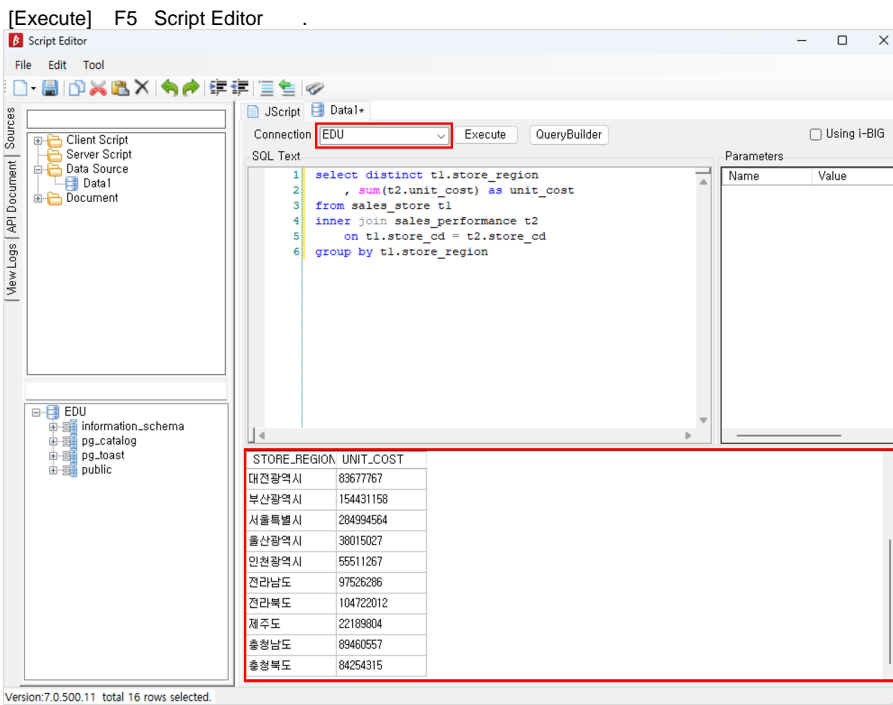 [Execute] F5 Script Editor .
Script Editor
File Edit Tool
Sources
API Document
View Logs
Client Script
Server Script
Data Source
Data1
Document
EDU
information_schema
pg_catalog
pg_toast
public
JScript Data1*
Connection EDU Execute QueryBuilder Using i-BIG
SQL Text
1 select distinct t1.store_region
2 , sum(t2.unit_cost) as unit_cost
3 from sales_store t1
4 inner join sales_performance t2
5 on t1.store_cd = t2.store_cd
6 group by t1.store_region
Parameters
Name Value
STORE_REGION UNIT_COST
대전광역시 83677767
부산광역시 154431158
서울특별시 284994564
울산광역시 38015027
인천광역시 55511267
전라남도 97526286
전라북도 104722012
제주도 22189804
충청남도 89460557
충청북도 84254315
Version:7.0.500.11 total 16 rows selected.